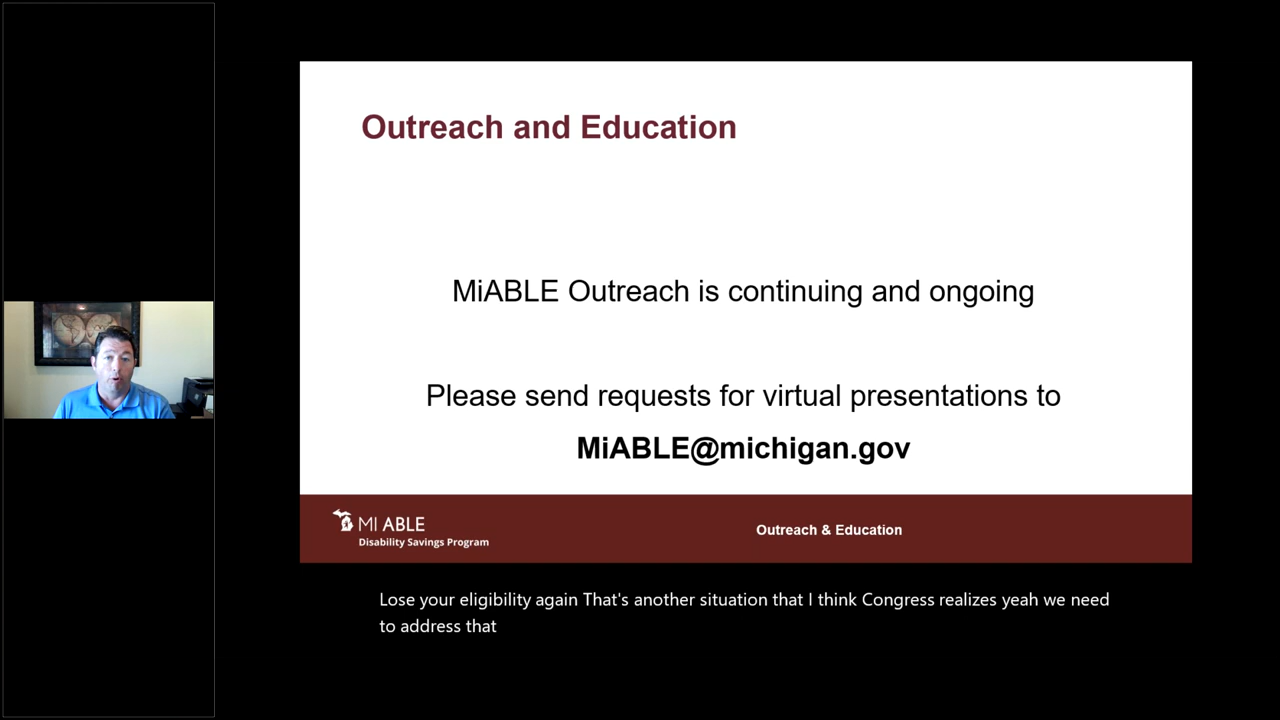 Outreach and Education
MiABLE Outreach is continuing and ongoing
Please send requests for virtual presentations to
MiABLE@michigan.gov
MI ABLE
Disability Savings Program
Outreach & Education
Lose your eligibility again That's another situation that I think Congress realizes yeah we need
to address that